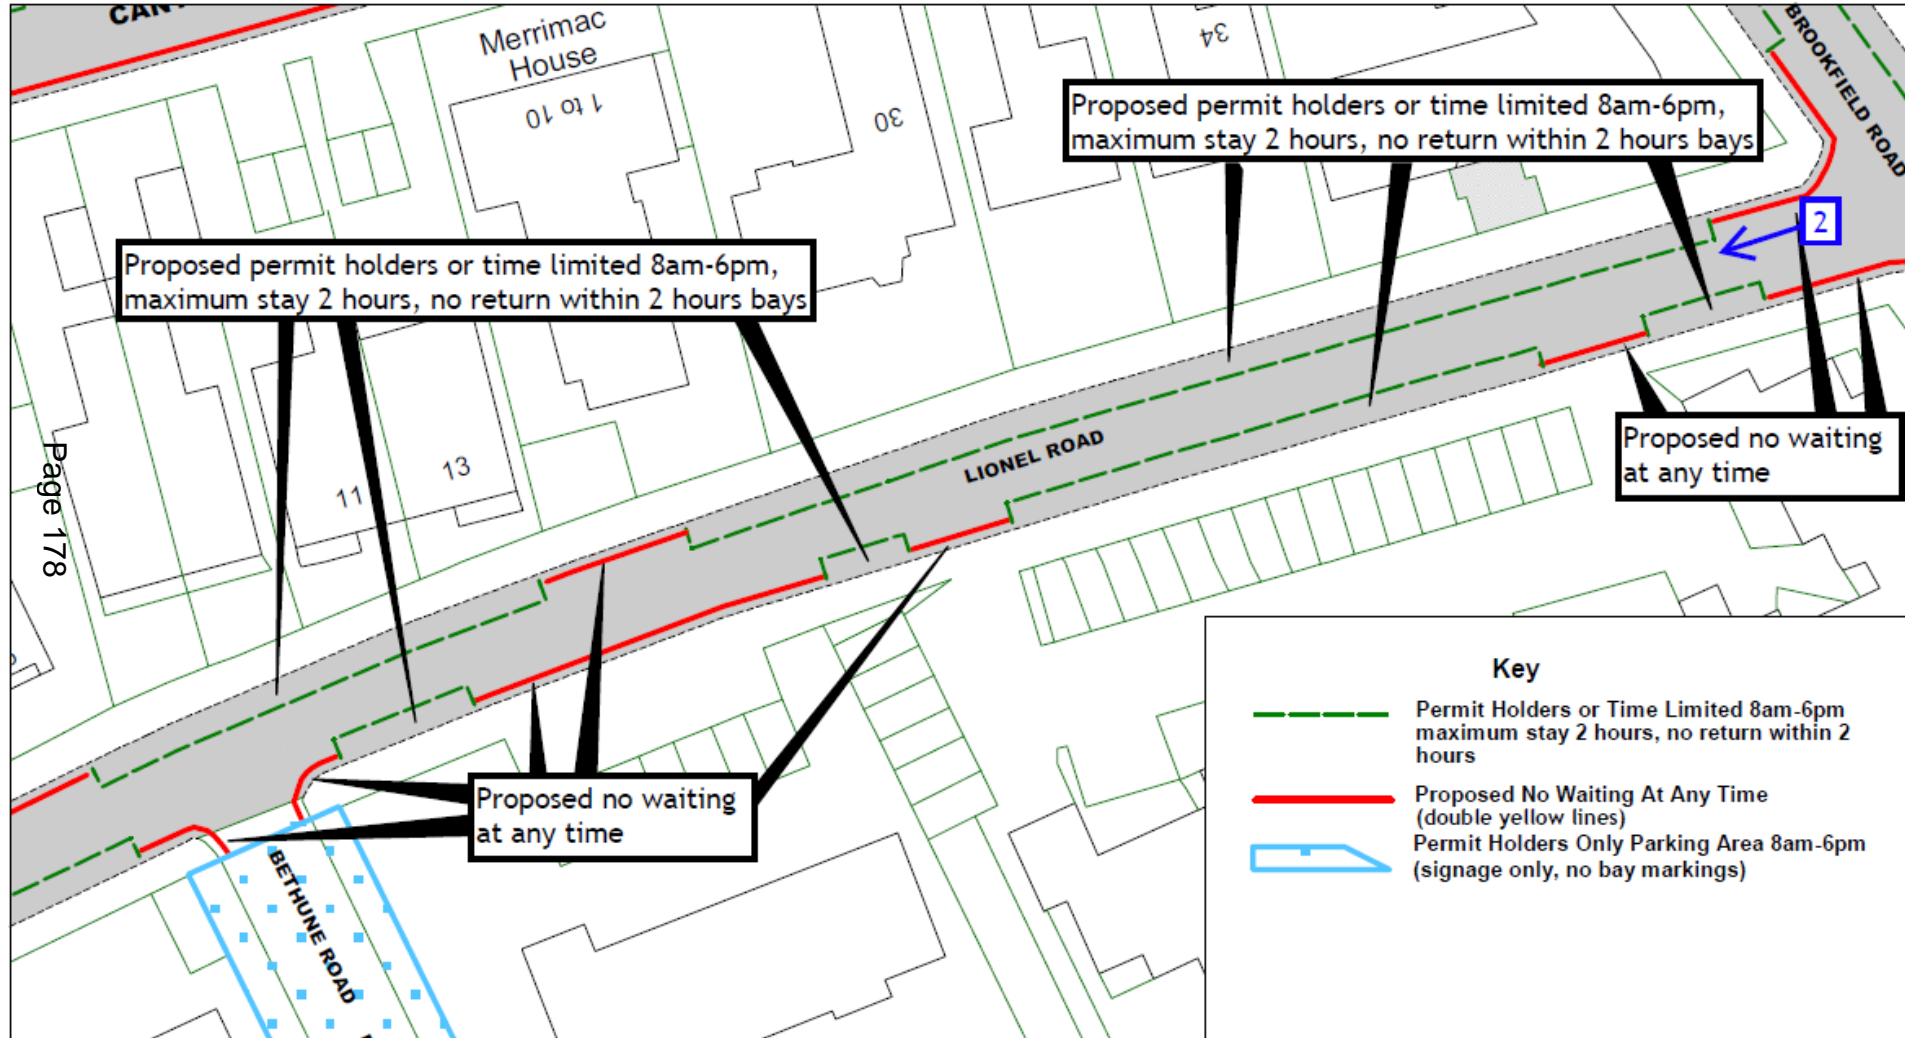 CAN
Merrimac
House
1 to 10
30
34
BROOKFIELD ROAD
Proposed permit holders or time limited 8am-6pm,
maximum stay 2 hours, no return within 2 hours bays
2
Proposed permit holders or time limited 8am-6pm,
maximum stay 2 hours, no return within 2 hours bays
LIONEL ROAD
Proposed no waiting
at any time
13
11
Page 178
Proposed no waiting
at any time
BETHUNE ROAD
Key
Permit Holders or Time Limited 8am-6pm
maximum stay 2 hours, no return within 2
hours
Proposed No Waiting At Any Time
(double yellow lines)
Permit Holders Only Parking Area 8am-6pm
(signage only, no bay markings)